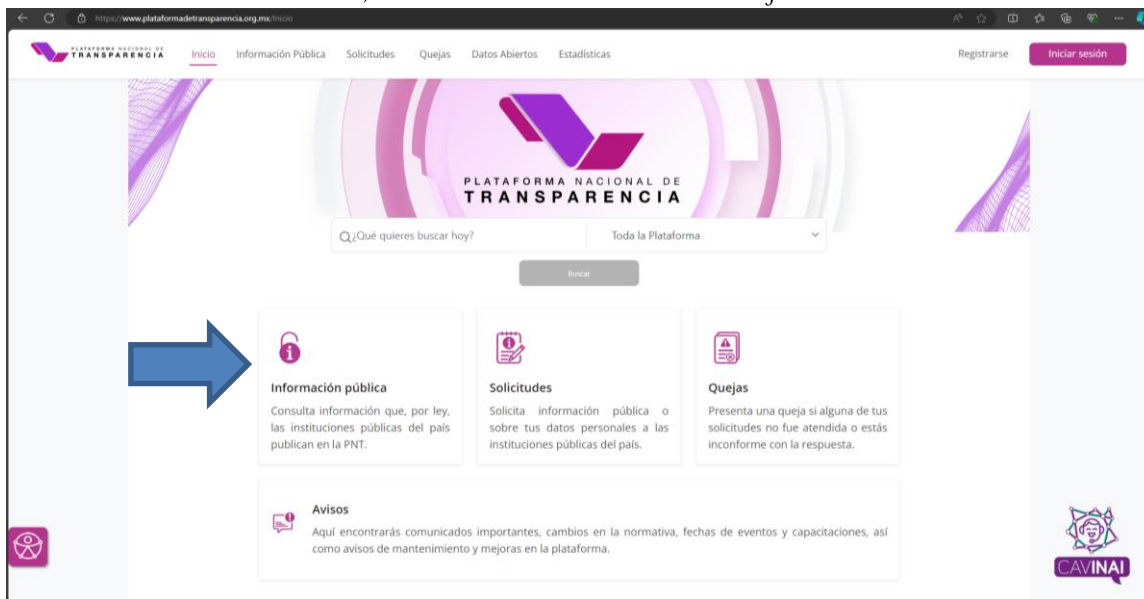 https://www.plataformadetransparencia.org.mx/Inicio
PLATAFORMA NACIONAL DE
TRANSPARENCIA
Inicio Información Pública Solicitudes Quejas Datos Abiertos Estadísticas Registrarse Iniciar sesión
PLATAFORMA NACIONAL DE
TRANSPARENCIA
¿Qué quieres buscar hoy? Toda la Plataforma
Buscar
Información pública
Consulta información que, por ley,
las instituciones públicas del país
publican en la PNT.
Solicitudes
Solicita información pública o
sobre tus datos personales a las
instituciones públicas del país.
Quejas
Presenta una queja si alguna de tus
solicitudes no fue atendida o estás
inconforme con la respuesta.
Avisos
Aquí encontrarás comunicados importantes, cambios en la normativa, fechas de eventos y capacitaciones, así
como avisos de mantenimiento y mejoras en la plataforma.
CAVINAI